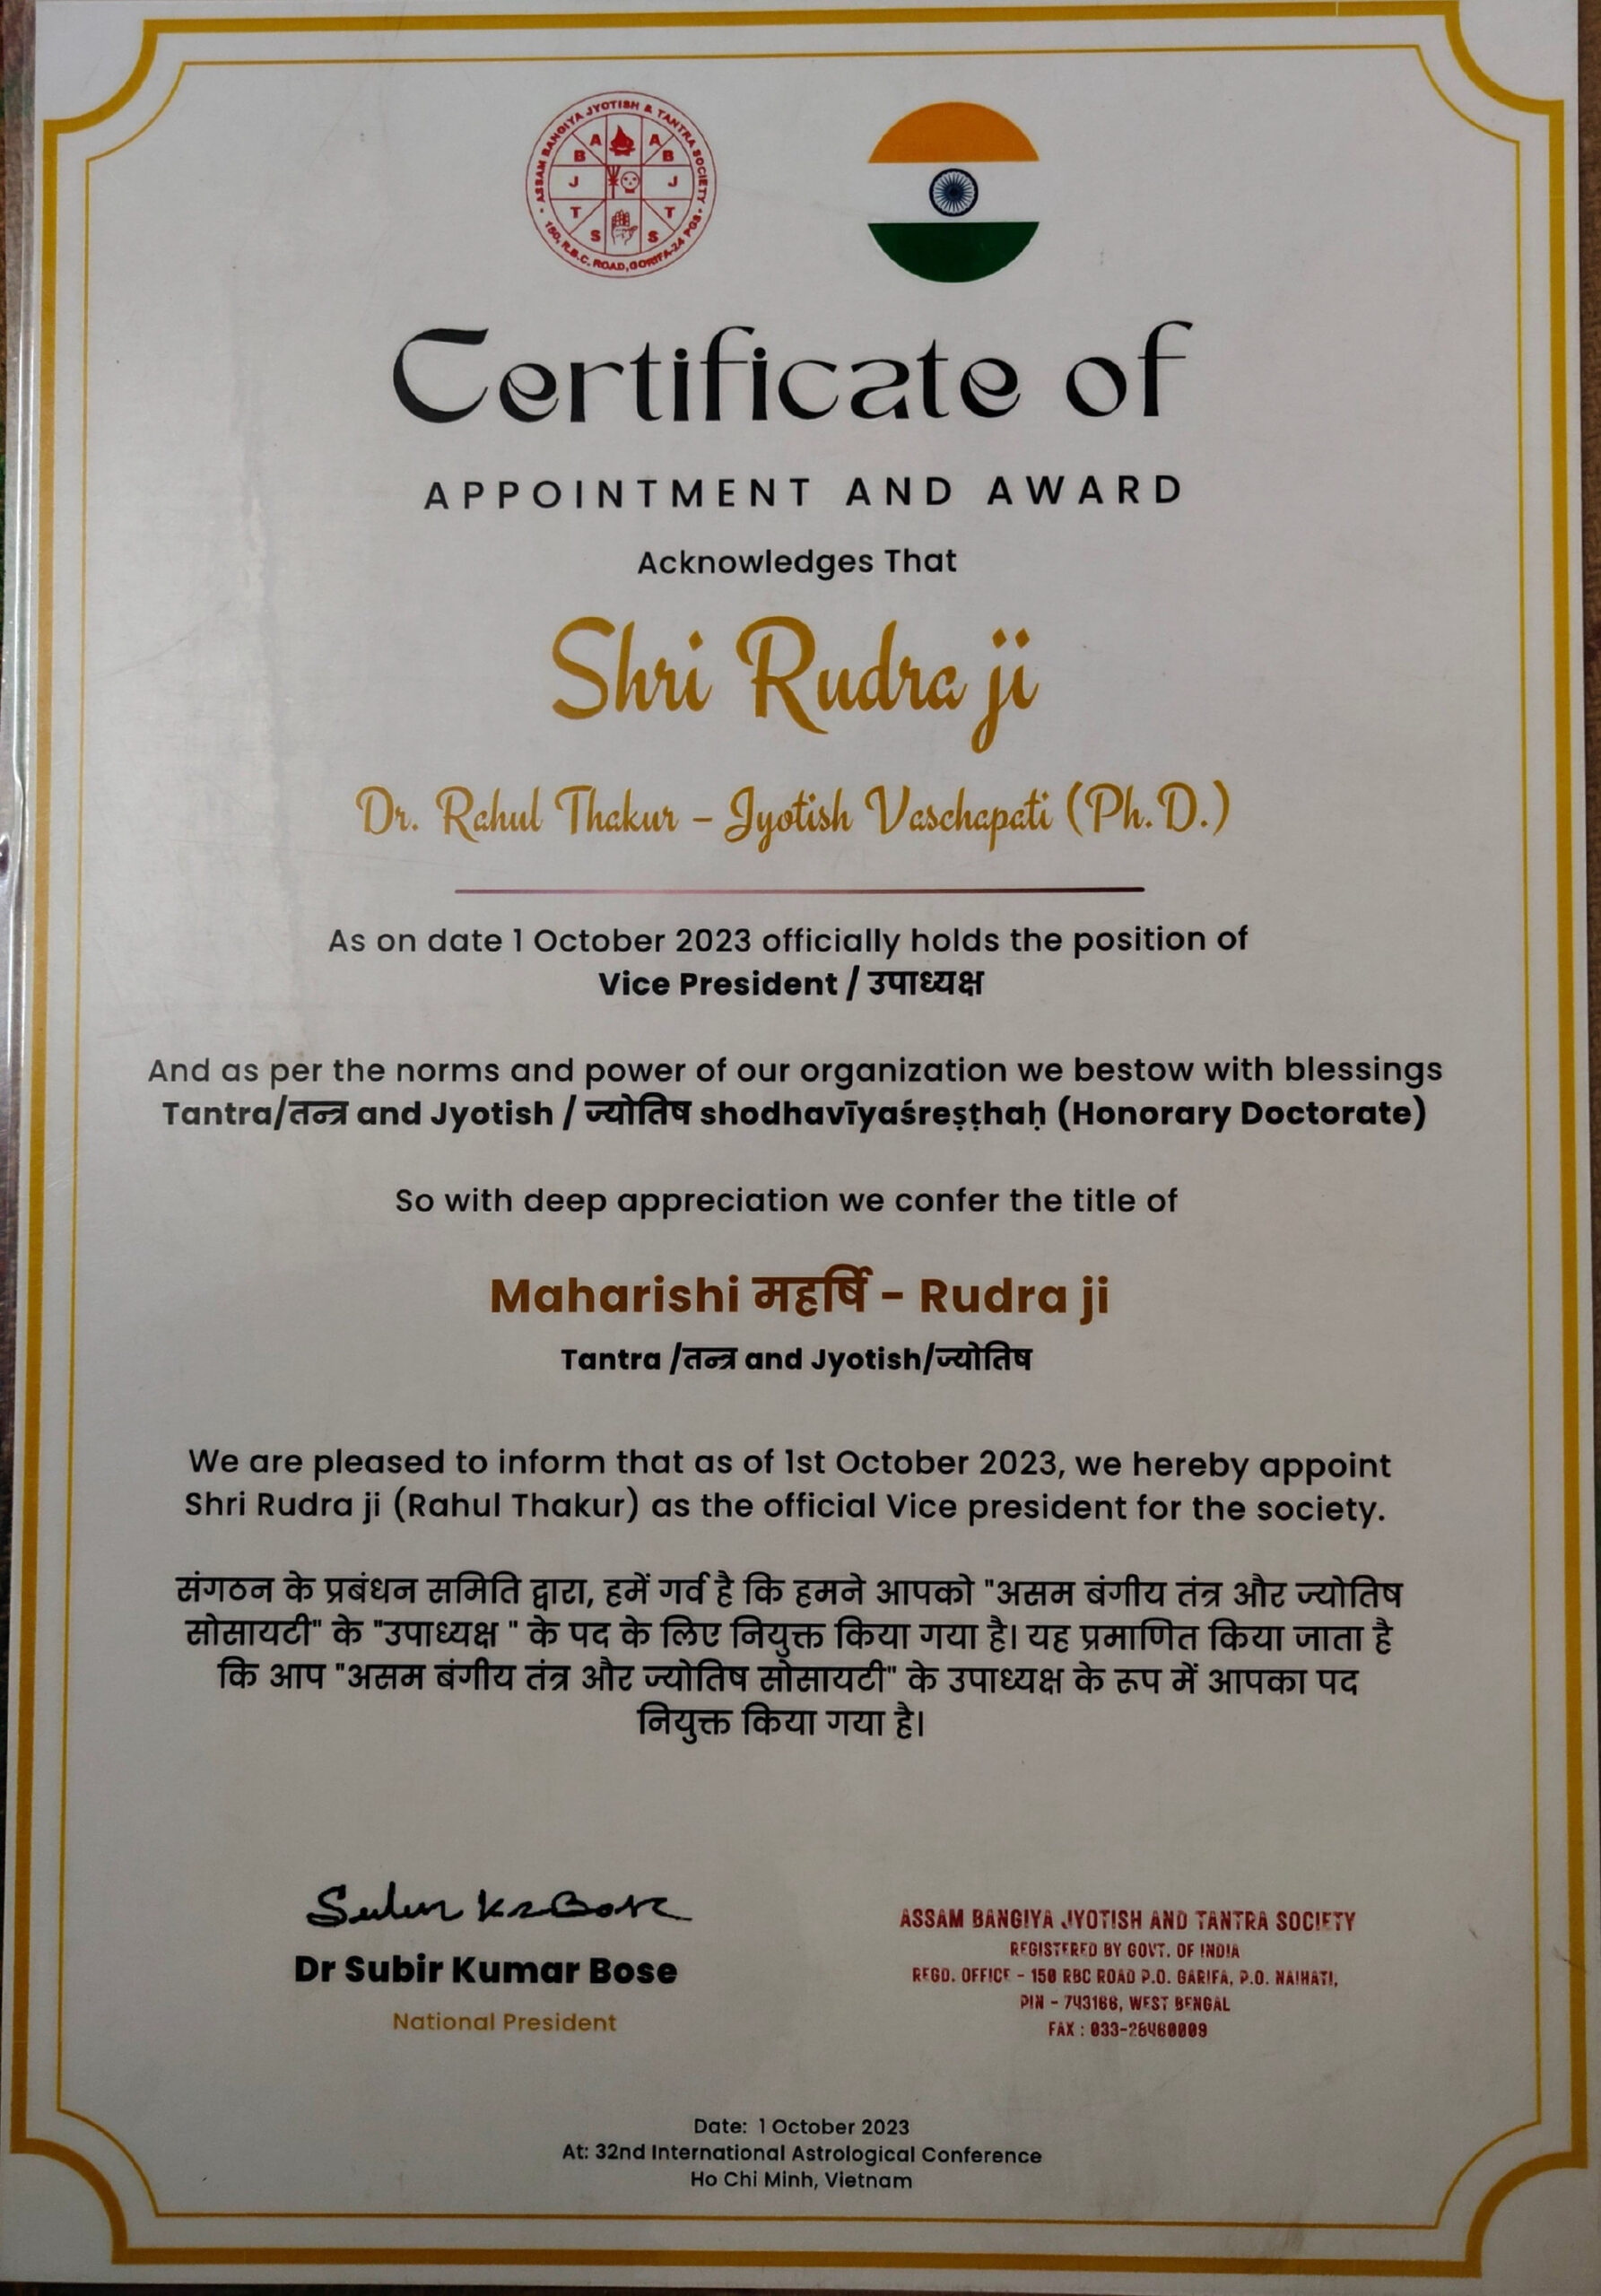 ASSAM BANGIYA JYOTISH & TANTRA SOCIETY
150, R.B.C. ROAD, GORIFA-24 PGS
A A
B B
J J
T T
S S
Certificate of
APPOINTMENT AND AWARD
Acknowledges That
Shri Rudra ji
Dr. Rahul Thakur – Jyotish Vaschapati (Ph.D.)
As on date 1 October 2023 officially holds the position of
Vice President / उपाध्यक्ष
And as per the norms and power of our organization we bestow with blessings
Tantra/तन्त्र and Jyotish / ज्योतिष shodhavīyaśreṣṭhaḥ (Honorary Doctorate)
So with deep appreciation we confer the title of
Maharishi महर्षि - Rudra ji
Tantra /तन्त्र and Jyotish/ज्योतिष
We are pleased to inform that as of 1st October 2023, we hereby appoint
Shri Rudra ji (Rahul Thakur) as the official Vice president for the society.
संगठन के प्रबंधन समिति द्वारा, हमें गर्व है कि हमने आपको "असम बंगीय तंत्र और ज्योतिष
सोसायटी" के "उपाध्यक्ष " के पद के लिए नियुक्त किया गया है। यह प्रमाणित किया जाता है
कि आप "असम बंगीय तंत्र और ज्योतिष सोसायटी" के उपाध्यक्ष के रूप में आपका पद
नियुक्त किया गया है।
Subir Kr Bose
Dr Subir Kumar Bose
National President
ASSAM BANGIYA JYOTISH AND TANTRA SOCIETY
REGISTERED BY GOVT. OF INDIA
REGD. OFFICE - 150 RBC ROAD P.O. GARIFA, P.O. NAIHATI,
PIN - 743166, WEST BENGAL
FAX : 033-26460009
Date: 1 October 2023
At: 32nd International Astrological Conference
Ho Chi Minh, Vietnam